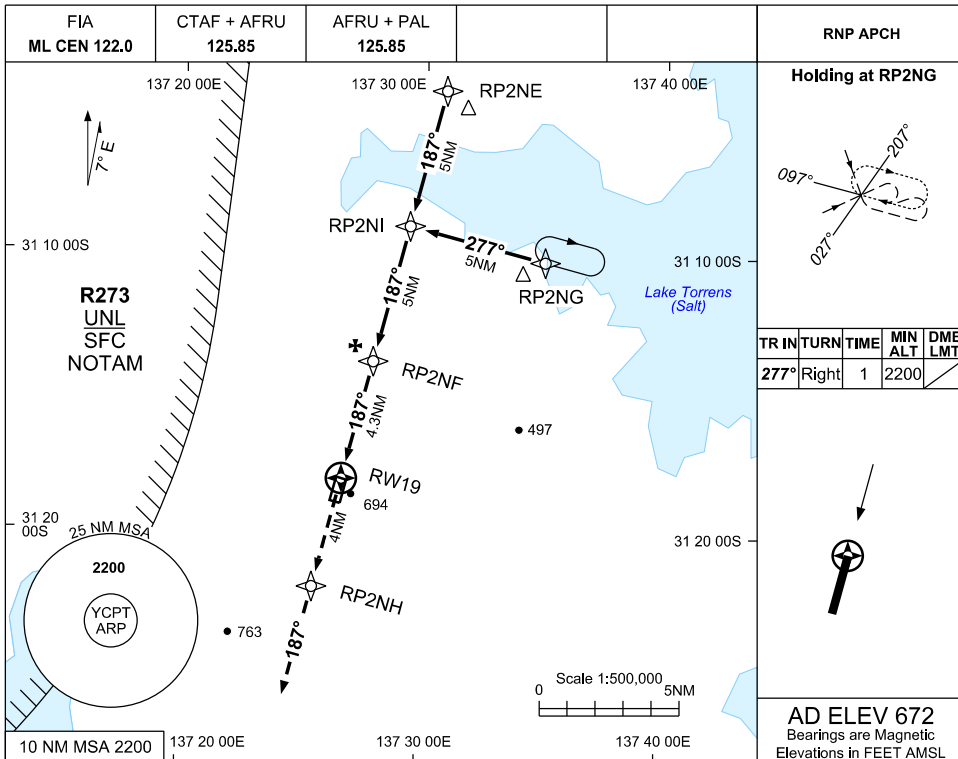 FIA
ML CEN 122.0
CTAF + AFRU
125.85
AFRU + PAL
125.85
RNP APCH
137 20 00E
137 30 00E
137 40 00E
RP2NE
7° E
187°
5NM
RP2NI
31 10 00S
277°
5NM
RP2NG
31 10 00S
Lake Torrens
(Salt)
R273
UNL
SFC
NOTAM
187°
5NM
RP2NF
187°
4.3NM
497
RW19
694
31 20
00S
25 NM MSA
2200
YCPT
ARP
4NM
31 20 00S
RP2NH
763
187°
Scale 1:500,000
0
5NM
10 NM MSA 2200
137 20 00E
137 30 00E
137 40 00E
Holding at RP2NG
207°
097°
027°
TR IN TURN TIME MIN ALT DME LMT
277° Right 1 2200
AD ELEV 672
Bearings are Magnetic
Elevations in FEET AMSL